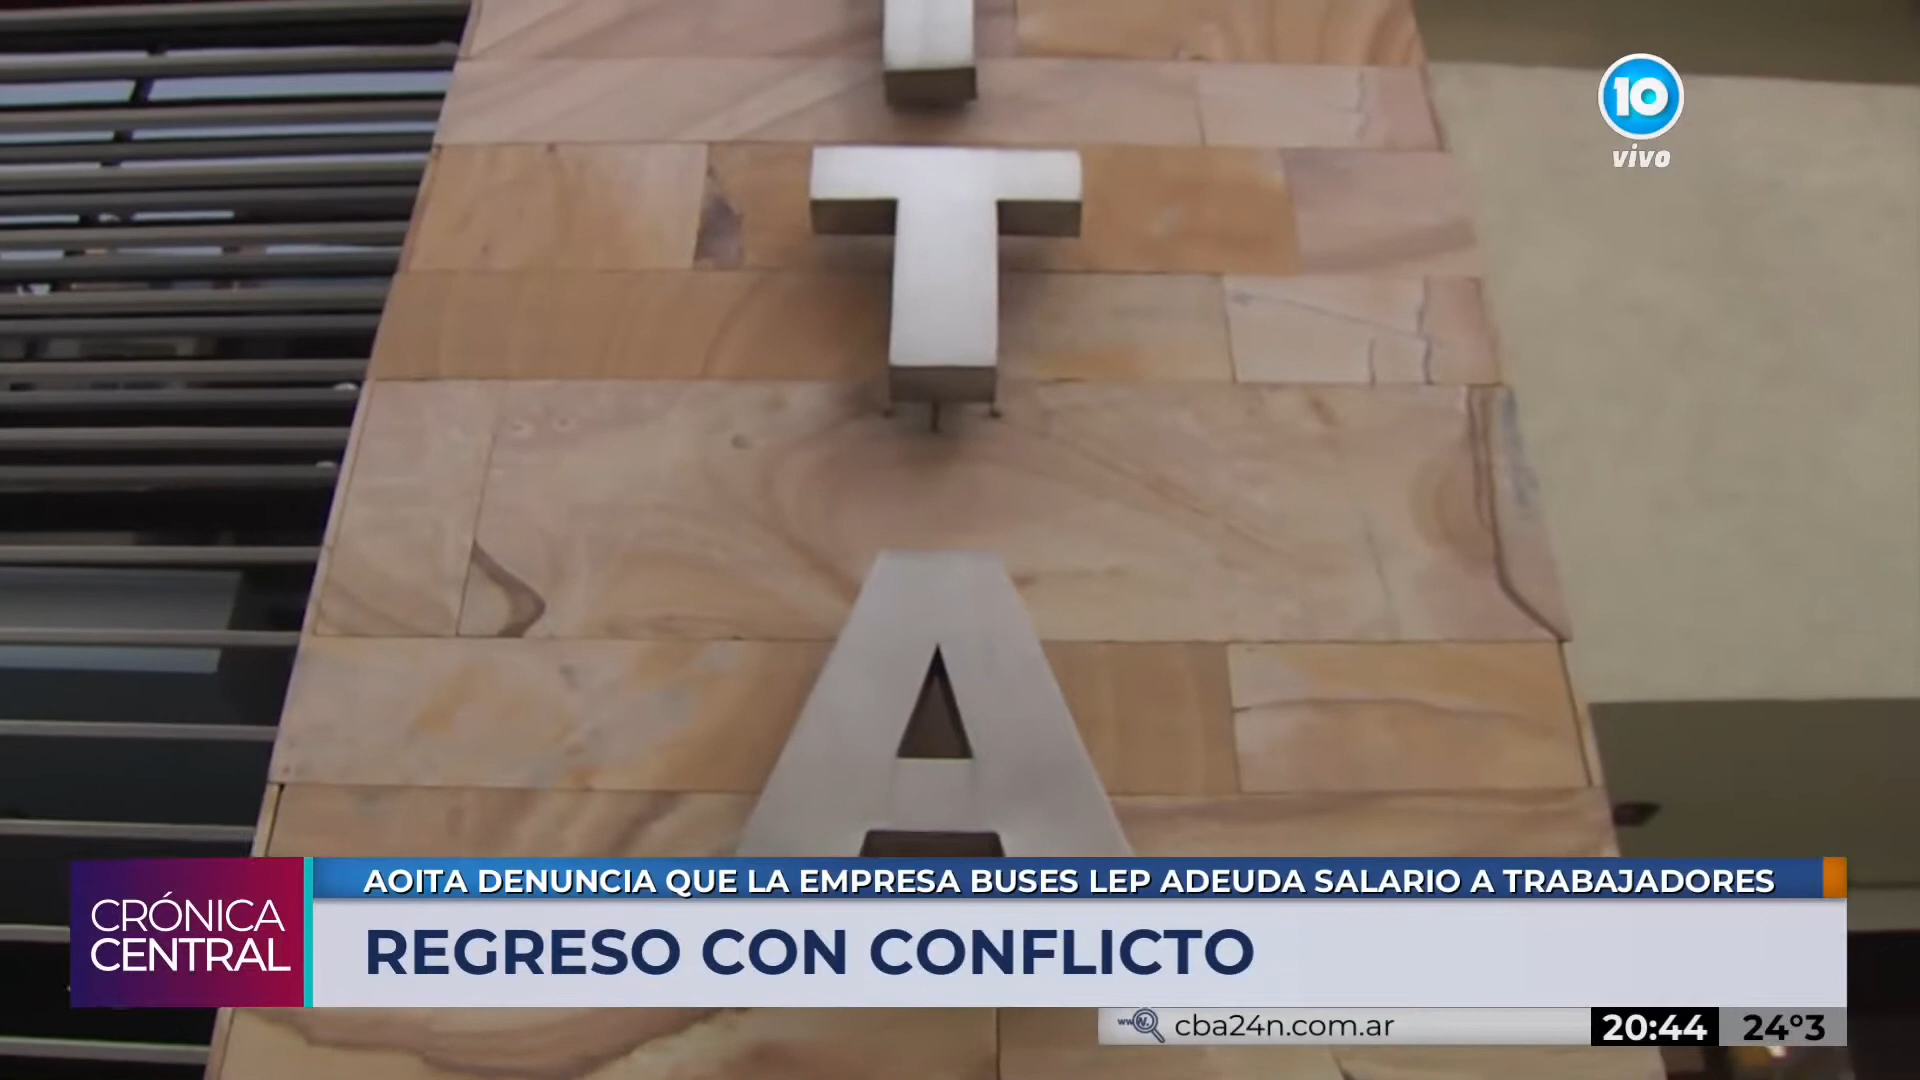 I
T
A
10
vivo
CRÓNICA
CENTRAL
AOITA DENUNCIA QUE LA EMPRESA BUSES LEP ADEUDA SALARIO A TRABAJADORES
REGRESO CON CONFLICTO
cba24n.com.ar
20:44 24°3